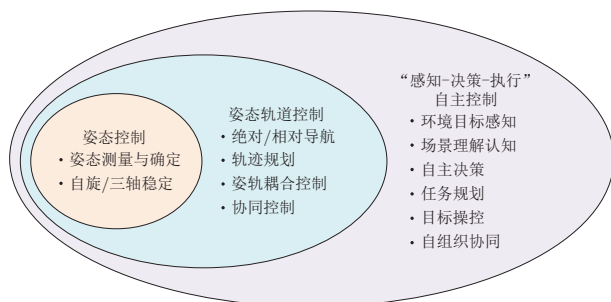 姿态控制
·姿态测量与确定
·自旋/三轴稳定
姿态轨道控制
·绝对/相对导航
·轨迹规划
·姿轨耦合控制
·协同控制
“感知-决策-执行”
自主控制
·环境目标感知
·场景理解认知
·自主决策
·任务规划
·目标操控
·自组织协同